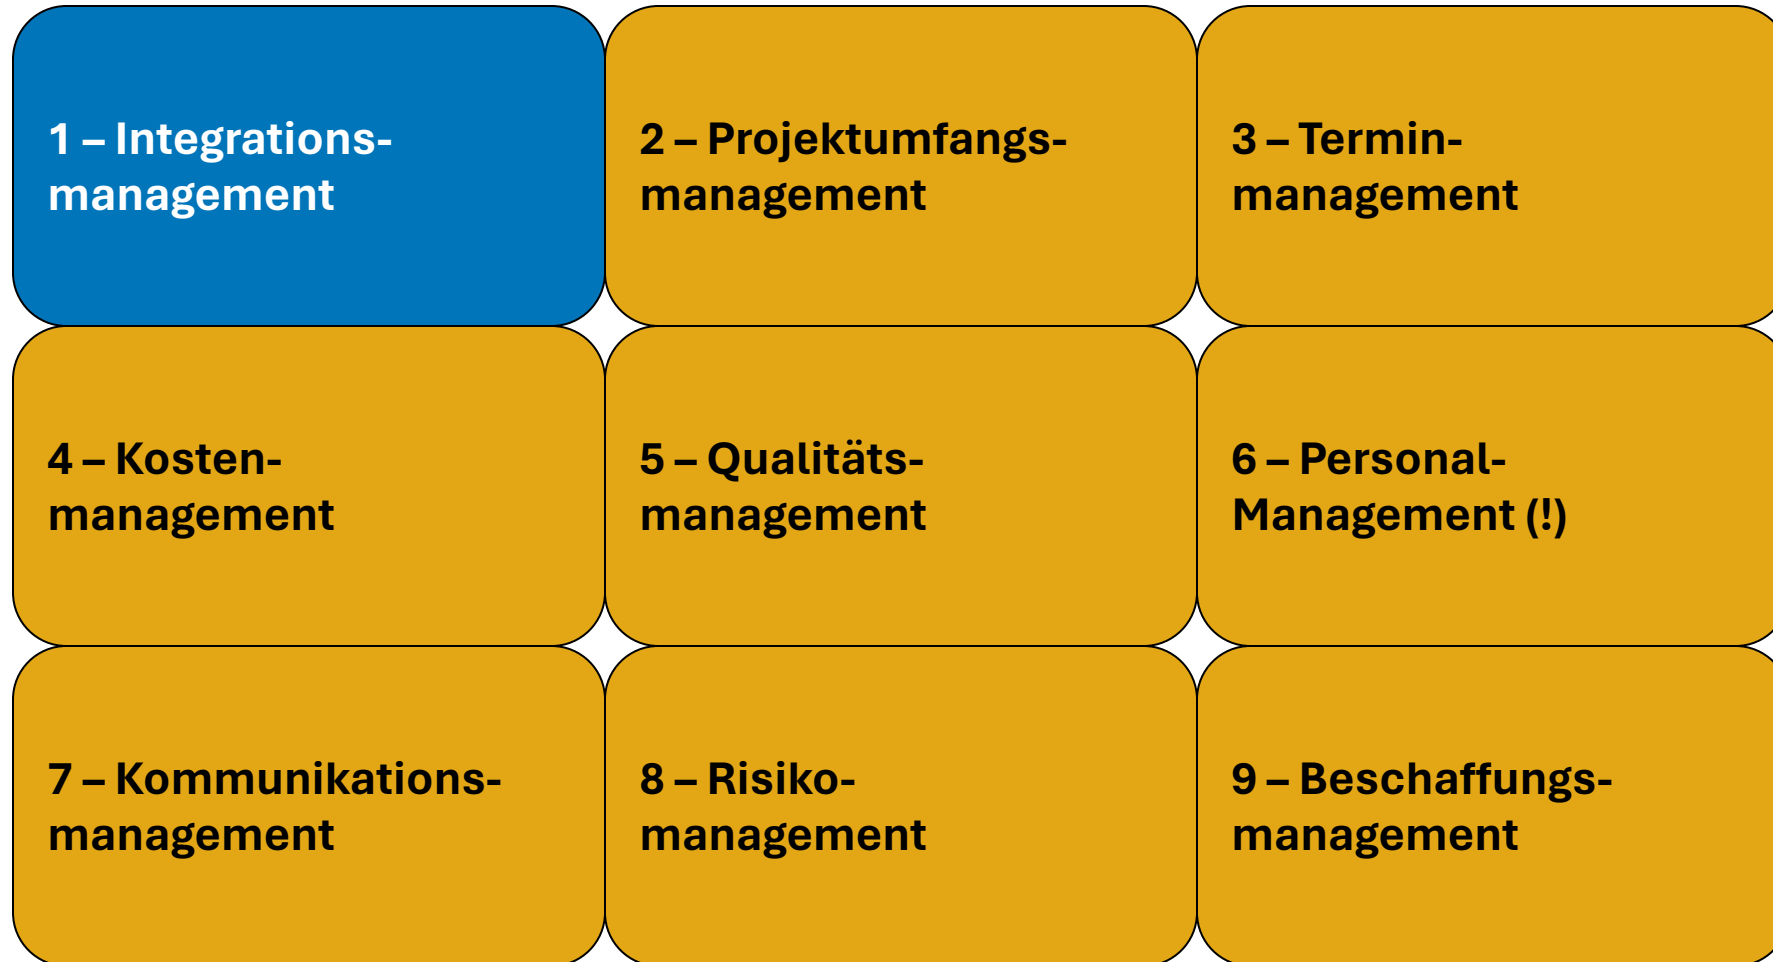 1 – Integrations-
management
2 – Projektumfangs-
management
3 – Termin-
management
4 – Kosten-
management
5 – Qualitäts-
management
6 – Personal-
Management (!)
7 – Kommunikations-
management
8 – Risiko-
management
9 – Beschaffungs-
management